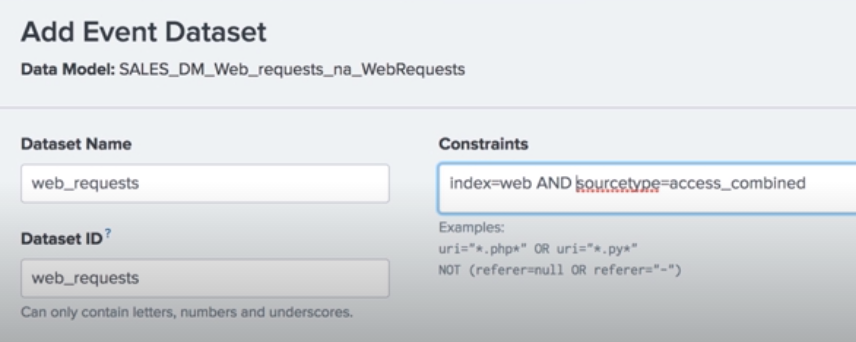 Add Event Dataset
Data Model: SALES_DM_Web_requests_na_WebRequests
Dataset Name
web_requests
Dataset ID?
web_requests
Can only contain letters, numbers and underscores.
Constraints
index=web AND sourcetype=access_combined
Examples:
uri="*.php*" OR uri="*.py*"
NOT (referer=null OR referer="-")